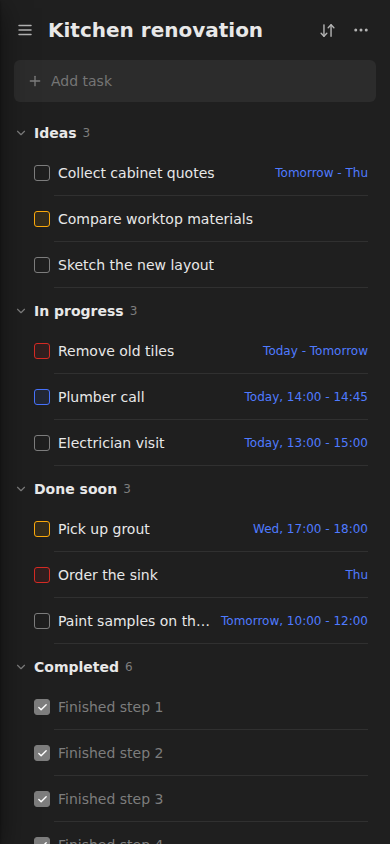 Kitchen renovation
+ Add task
Ideas 3
Collect cabinet quotes Tomorrow - Thu
Compare worktop materials
Sketch the new layout
In progress 3
Remove old tiles Today - Tomorrow
Plumber call Today, 14:00 - 14:45
Electrician visit Today, 13:00 - 15:00
Done soon 3
Pick up grout Wed, 17:00 - 18:00
Order the sink Thu
Paint samples on th... Tomorrow, 10:00 - 12:00
Completed 6
Finished step 1
Finished step 2
Finished step 3
Finished step 4